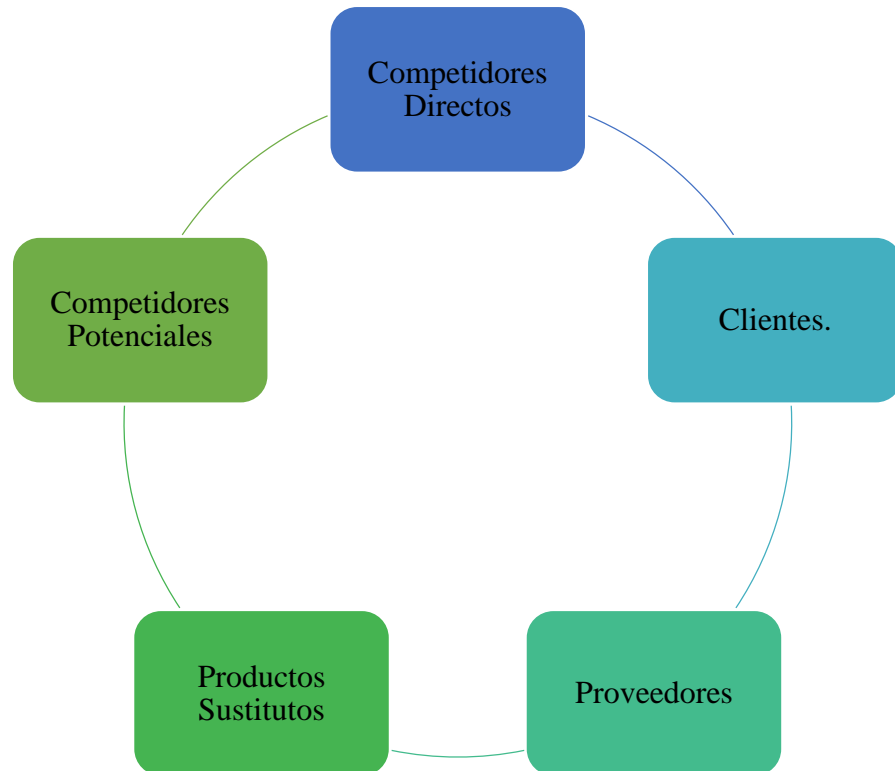 Competidores
Directos
Clientes.
Proveedores
Productos
Sustitutos
Competidores
Potenciales